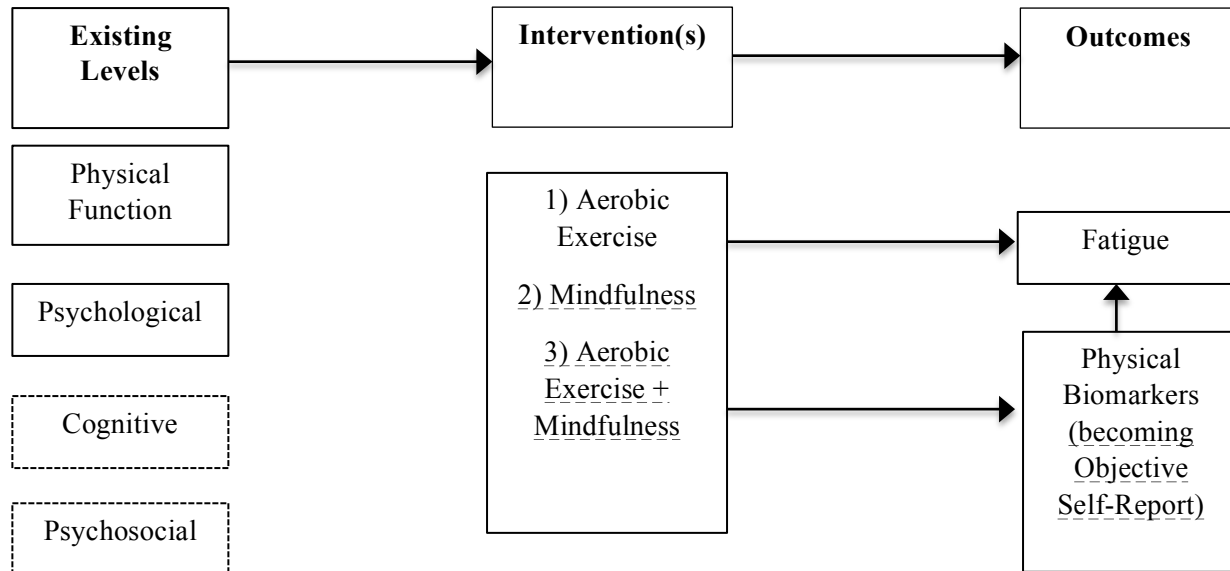 Existing
Levels
Intervention(s)
Outcomes
Physical
Function
Psychological
Cognitive
Psychosocial
1) Aerobic
Exercise
2) Mindfulness
3) Aerobic
Exercise +
Mindfulness
Fatigue
Physical
Biomarkers
(becoming
Objective
Self-Report)